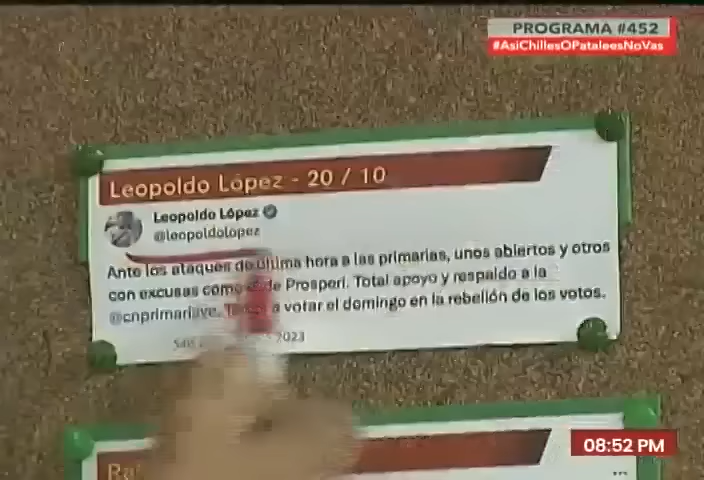 PROGRAMA #452
#AsiChillesOPataleesNoVas
Leopoldo López - 20 / 10
Leopoldo López
@leopoldolopez
Ante los ataques de última hora a las primarias, unos abiertos y otros
con excusas como de Prosperi. Total apoyo y respaldo a la
@cnprimariave. a votar el domingo en la rebelión de los votos.
2023
08:52 PM